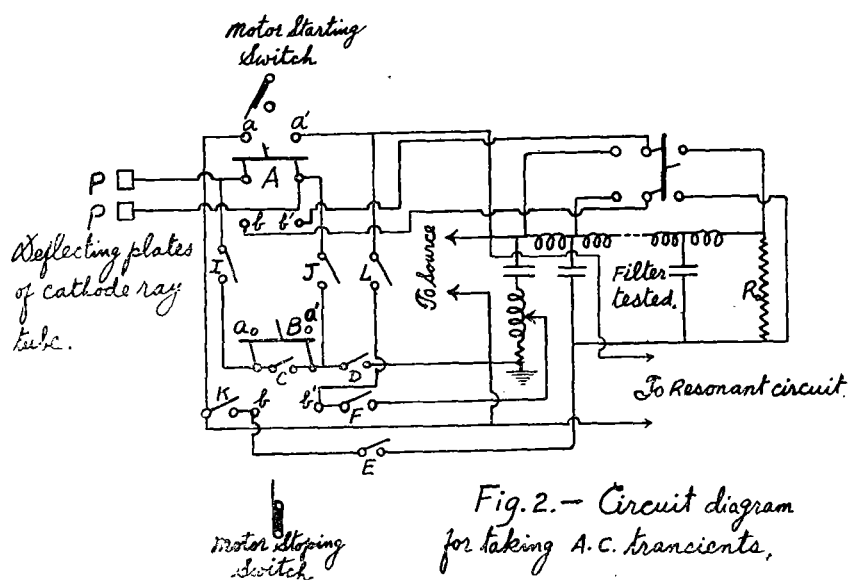 Motor Starting
Switch
a a'
P
A
P
b b'
Deflecting plates
of cathode ray
tube.
I
J
L
To Source
Filter
tested.
R
a B a'
C
D
K
b
b'
F
To Resonant circuit.
E
Motor Stoping
Switch
Fig. 2.— Circuit diagram
for taking A.C. trancients,